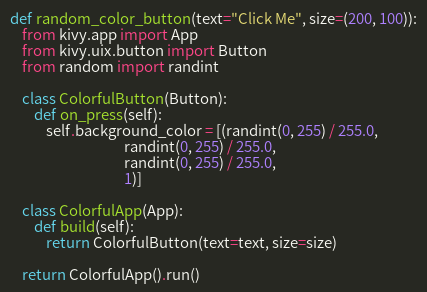 def random_color_button(text="Click Me", size=(200, 100)):
    from kivy.app import App
    from kivy.uix.button import Button
    from random import randint

    class ColorfulButton(Button):
        def on_press(self):
            self.background_color = [(randint(0, 255) / 255.0,
                                      randint(0, 255) / 255.0,
                                      randint(0, 255) / 255.0,
                                      1)]

    class ColorfulApp(App):
        def build(self):
            return ColorfulButton(text=text, size=size)

    return ColorfulApp().run()